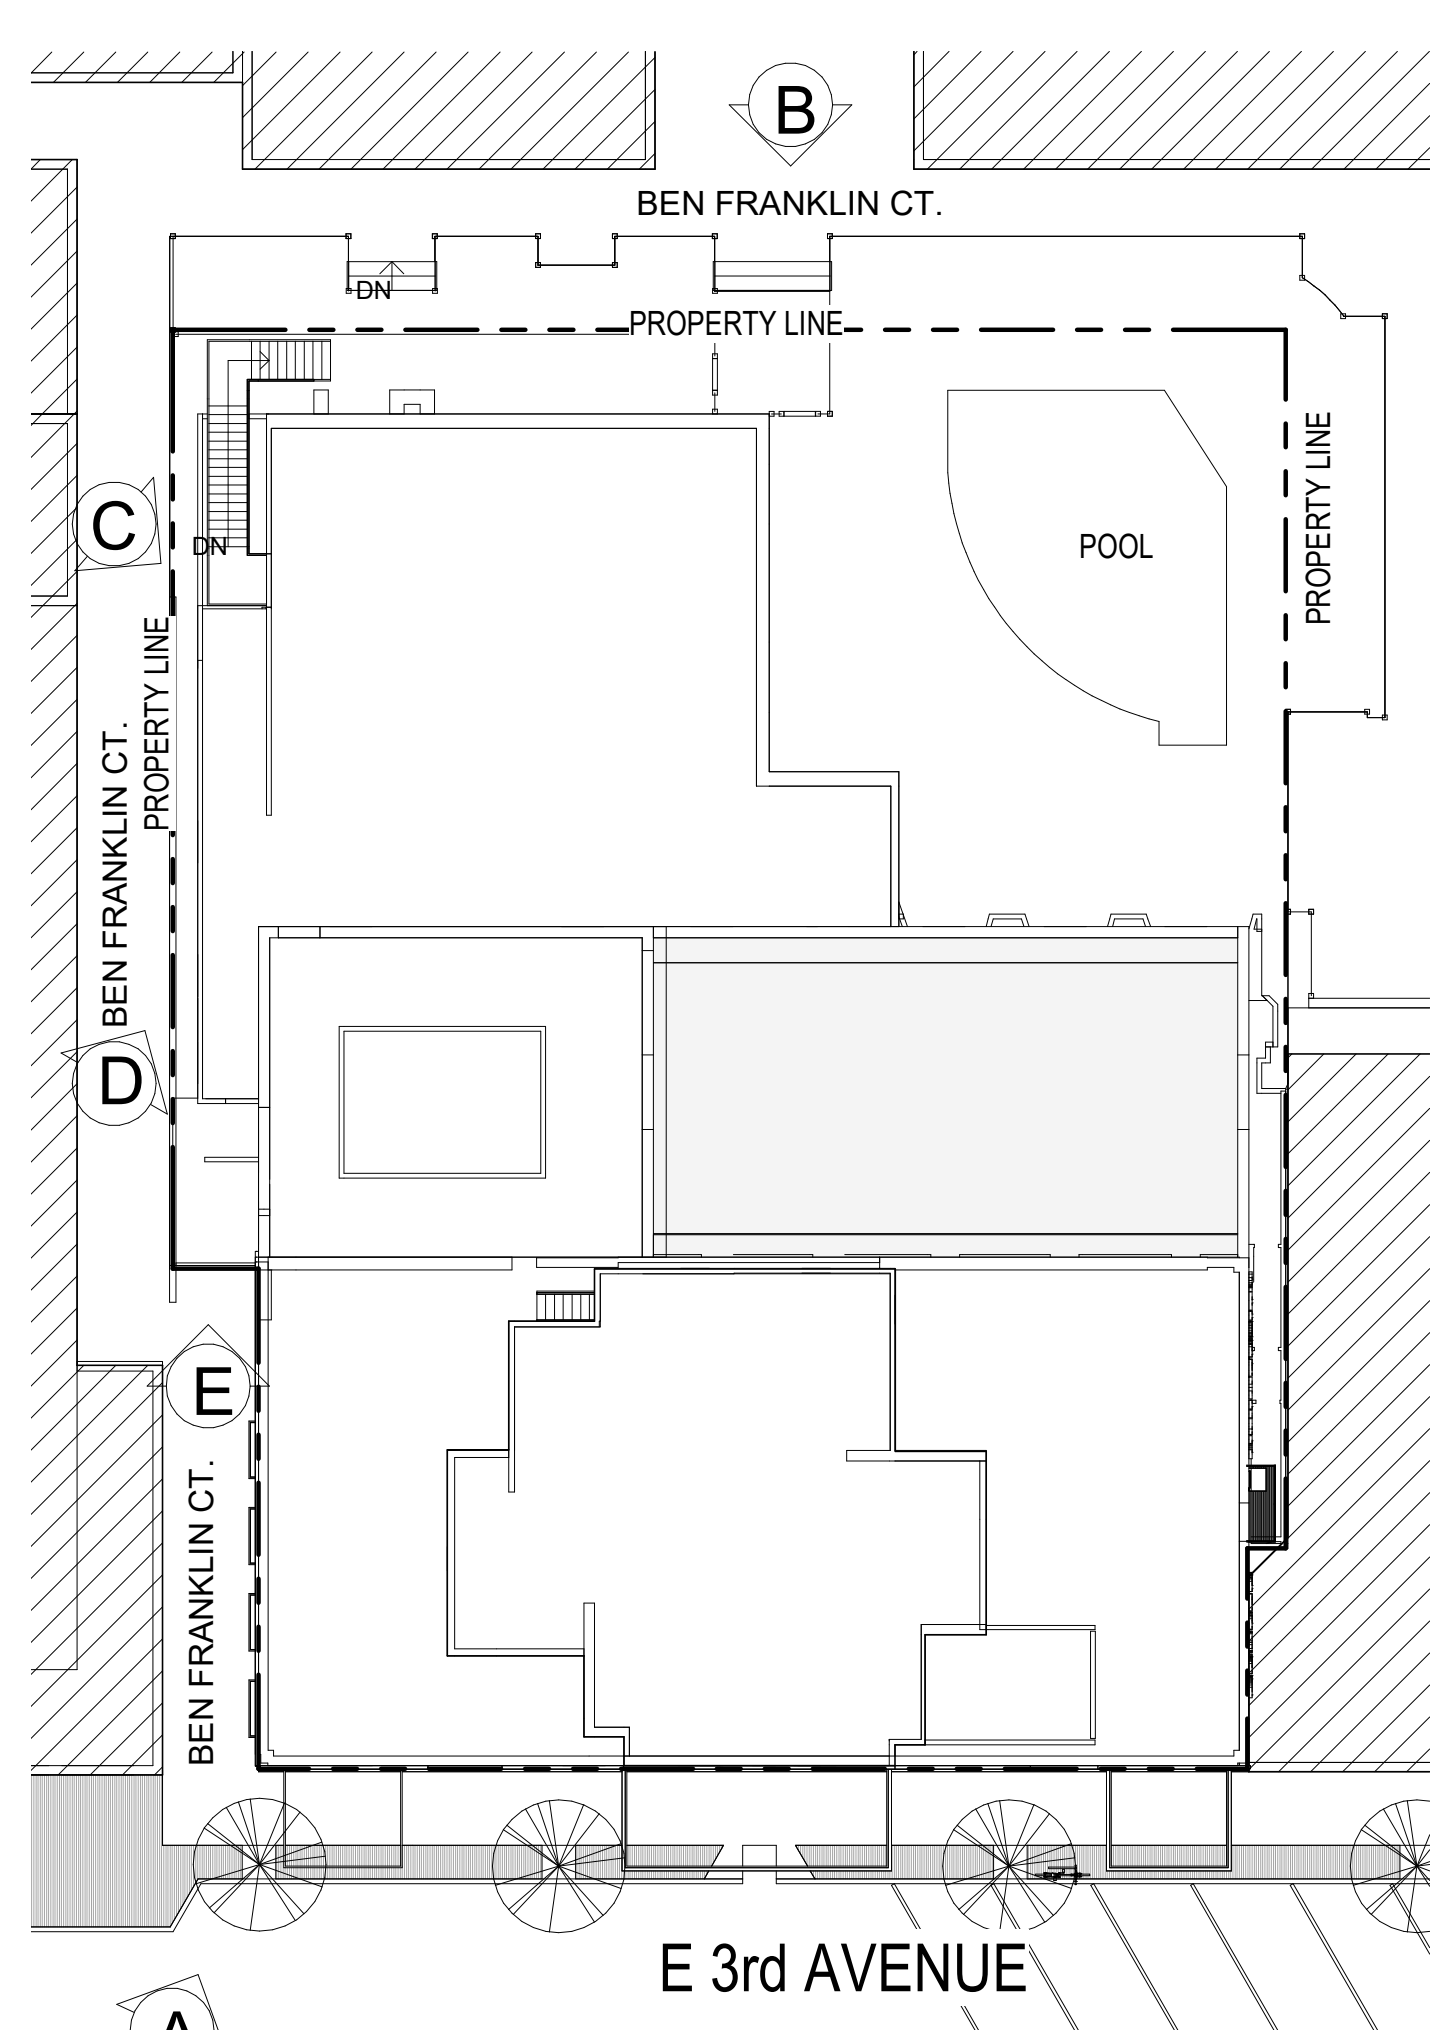 B
BEN FRANKLIN CT.
DN
PROPERTY LINE
PROPERTY LINE
C
DN
POOL
PROPERTY LINE
BEN FRANKLIN CT.
D
E
BEN FRANKLIN CT.
E 3rd AVENUE
A